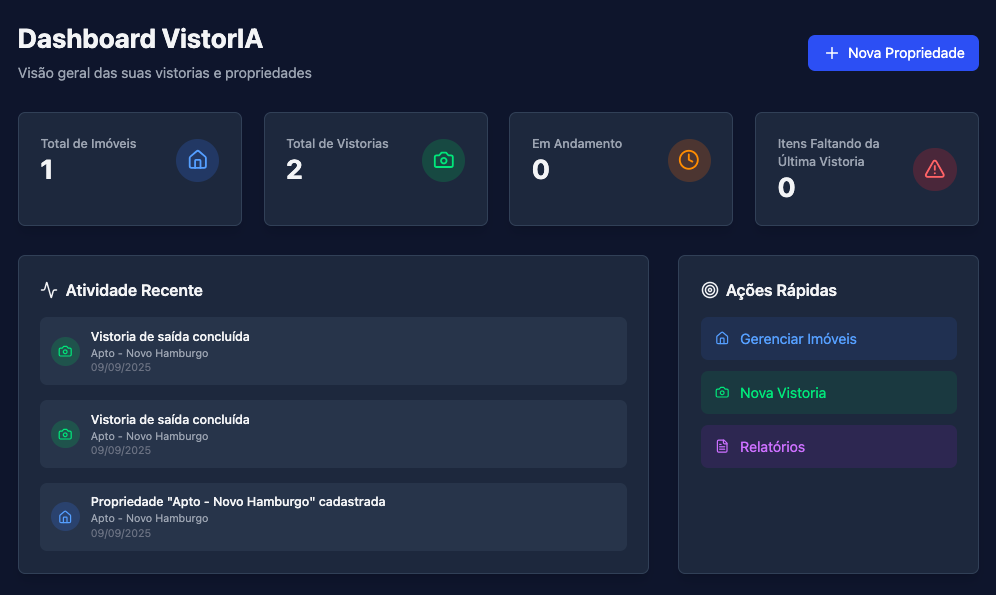 Dashboard VistorIA
Visão geral das suas vistorias e propriedades
Nova Propriedade
Total de Imóveis
1
Total de Vistorias
2
Em Andamento
0
Itens Faltando da
Última Vistoria
0
Atividade Recente
Vistoria de saída concluída
Apto - Novo Hamburgo
09/09/2025
Vistoria de saída concluída
Apto - Novo Hamburgo
09/09/2025
Propriedade "Apto - Novo Hamburgo" cadastrada
Apto - Novo Hamburgo
09/09/2025
Ações Rápidas
Gerenciar Imóveis
Nova Vistoria
Relatórios